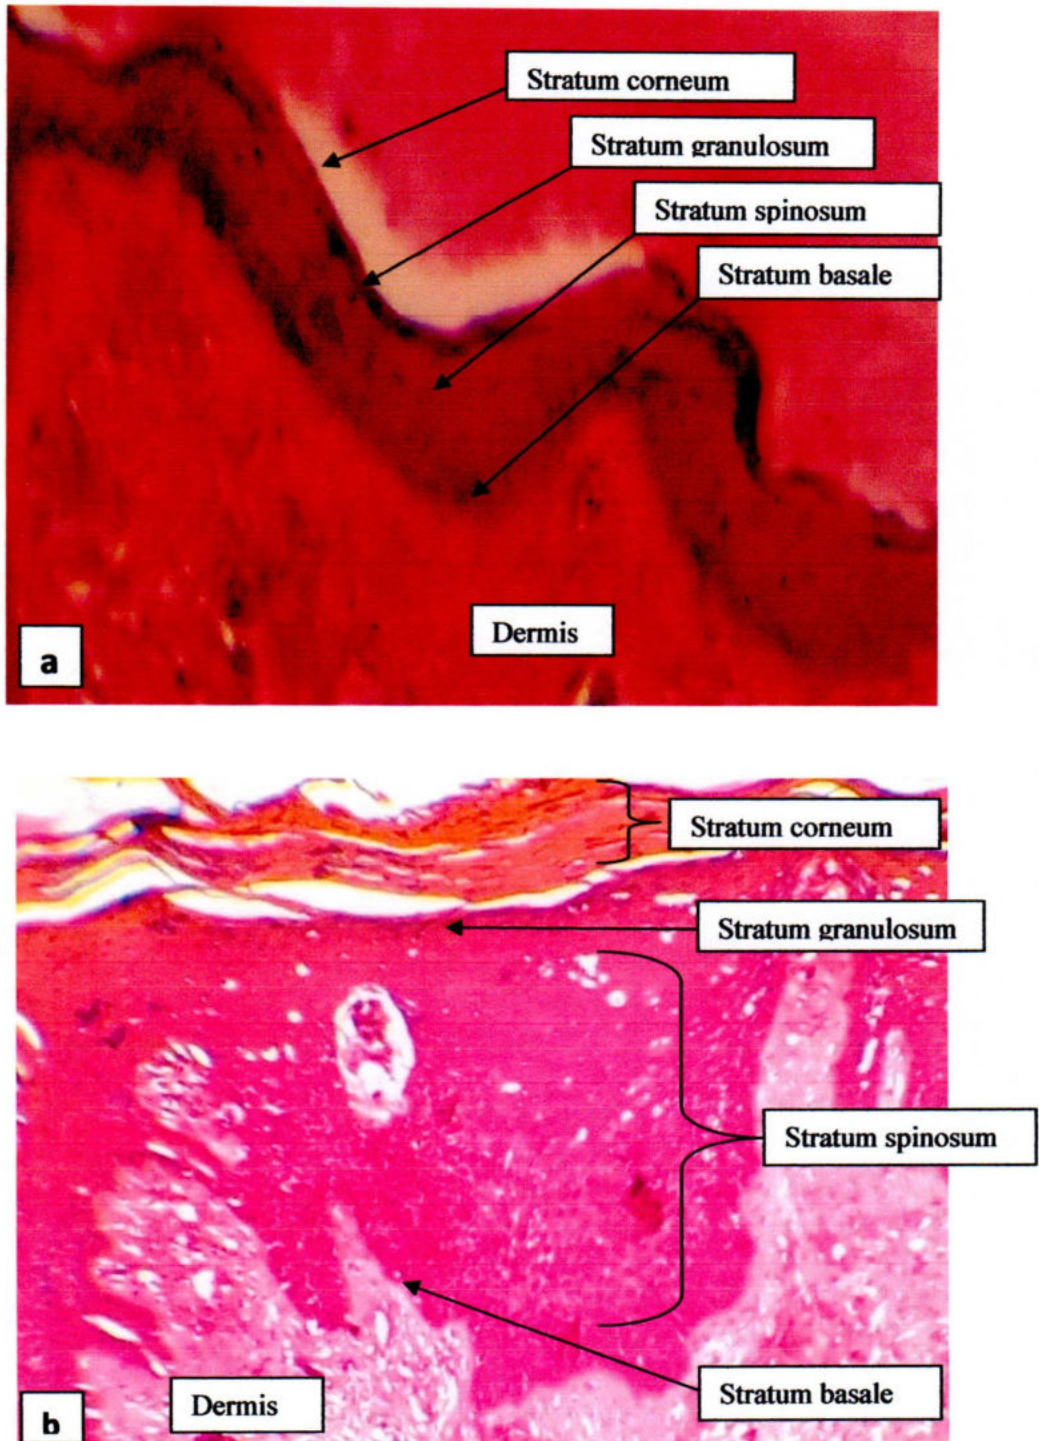 Stratum corneum
Stratum granulosum
Stratum spinosum
Stratum basale
Dermis
a
Stratum corneum
Stratum granulosum
Stratum spinosum
Stratum basale
Dermis
b